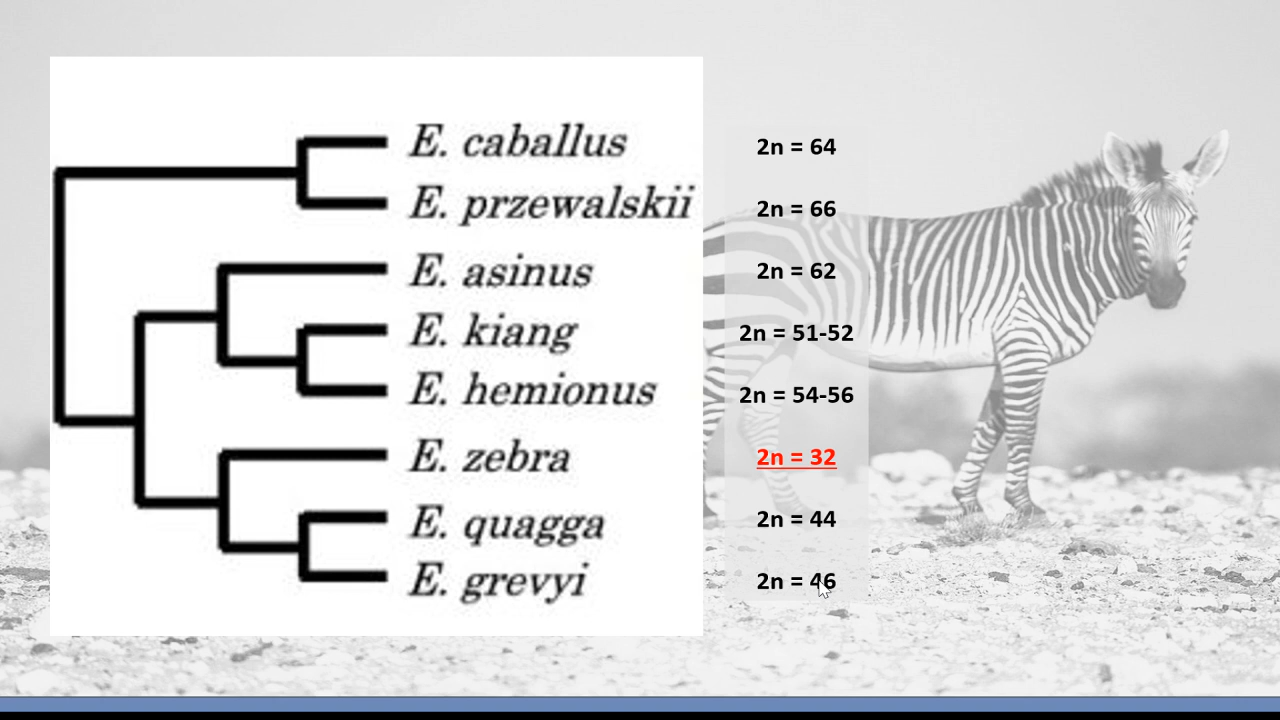 E. caballus 2n = 64
E. przewalskii 2n = 66
E. asinus 2n = 62
E. kiang 2n = 51-52
E. hemionus 2n = 54-56
E. zebra 2n = 32
E. quagga 2n = 44
E. grevyi 2n = 46